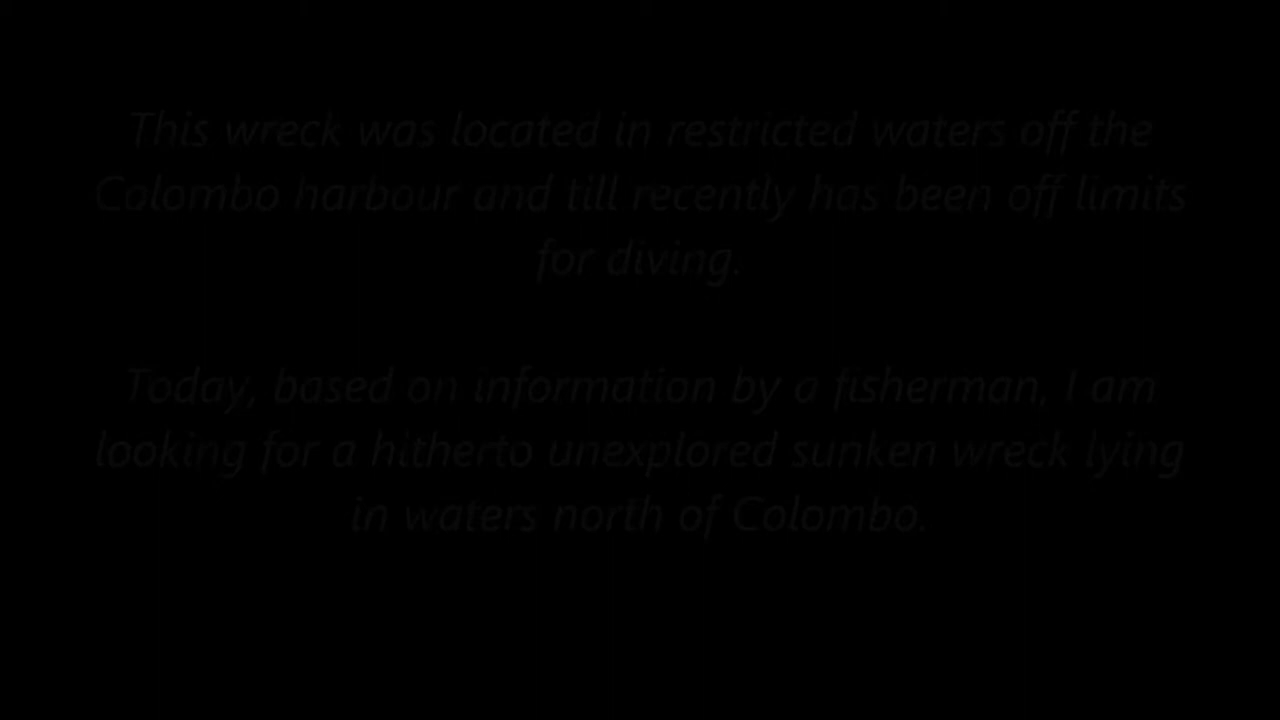 This wreck was located in restricted waters off the
Colombo harbour and till recently has been off limits
for diving.
Today, based on information by a fisherman, I am
looking for a hitherto unexplored sunken wreck lying
in waters north of Colombo.